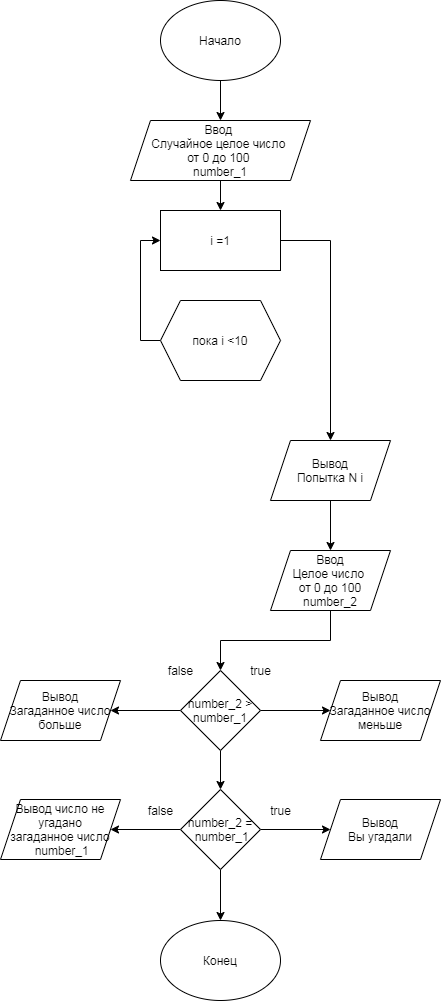 Начало
Ввод
Случайное целое число
от 0 до 100
number_1
i =1
пока i <10
Вывод
Попытка N i
Ввод
Целое число
от 0 до 100
number_2
false
true
Вывод
Загаданное число
больше
number_2 >
number_1
Вывод
Загаданное число
меньше
false
true
Вывод число не
угадано
загаданное число
number_1
number_2 =
number_1
Вывод
Вы угадали
Конец